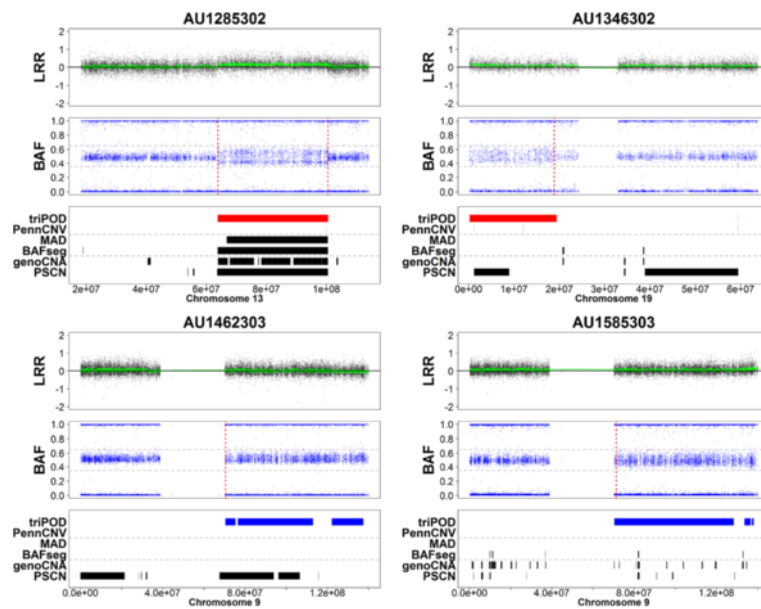 AU1285302
AU1346302
LRR
2
1
0
-1
-2
LRR
2
1
0
-1
-2
BAF
1.0
0.8
0.6
0.4
0.2
0.0
BAF
1.0
0.8
0.6
0.4
0.2
0.0
triPOD
PennCNV
MAD
BAFseg
genoCNA
PSCN
triPOD
PennCNV
MAD
BAFseg
genoCNA
PSCN
2e+07 4e+07 6e+07 8e+07 1e+08
Chromosome 13
0e+00 1e+07 2e+07 3e+07 4e+07 5e+07 6e+07
Chromosome 19
AU1462303
AU1585303
LRR
2
1
0
-1
-2
LRR
2
1
0
-1
-2
BAF
1.0
0.8
0.6
0.4
0.2
0.0
BAF
1.0
0.8
0.6
0.4
0.2
0.0
triPOD
PennCNV
MAD
BAFseg
genoCNA
PSCN
triPOD
PennCNV
MAD
BAFseg
genoCNA
PSCN
0.0e+00 4.0e+07 8.0e+07 1.2e+08
Chromosome 9
0.0e+00 4.0e+07 8.0e+07 1.2e+08
Chromosome 9